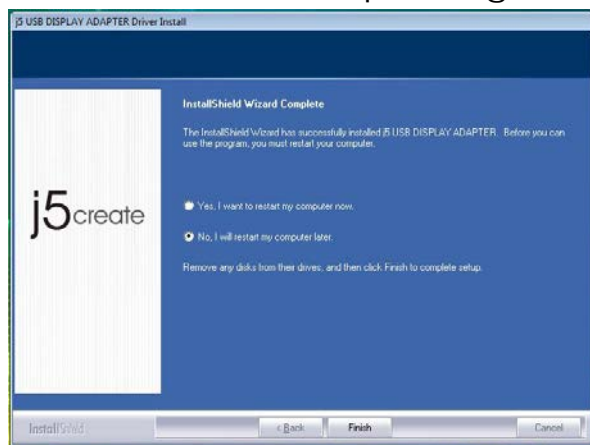 j5 USB DISPLAY ADAPTER Driver Install
InstallShield Wizard Complete
The InstallShield Wizard has successfully installed j5 USB DISPLAY ADAPTER. Before you can
use the program, you must restart your computer.
j5create
Yes, I want to restart my computer now.
No, I will restart my computer later.
Remove any disks from their drives, and then click Finish to complete setup.
InstallShield
< Back
Finish
Cancel